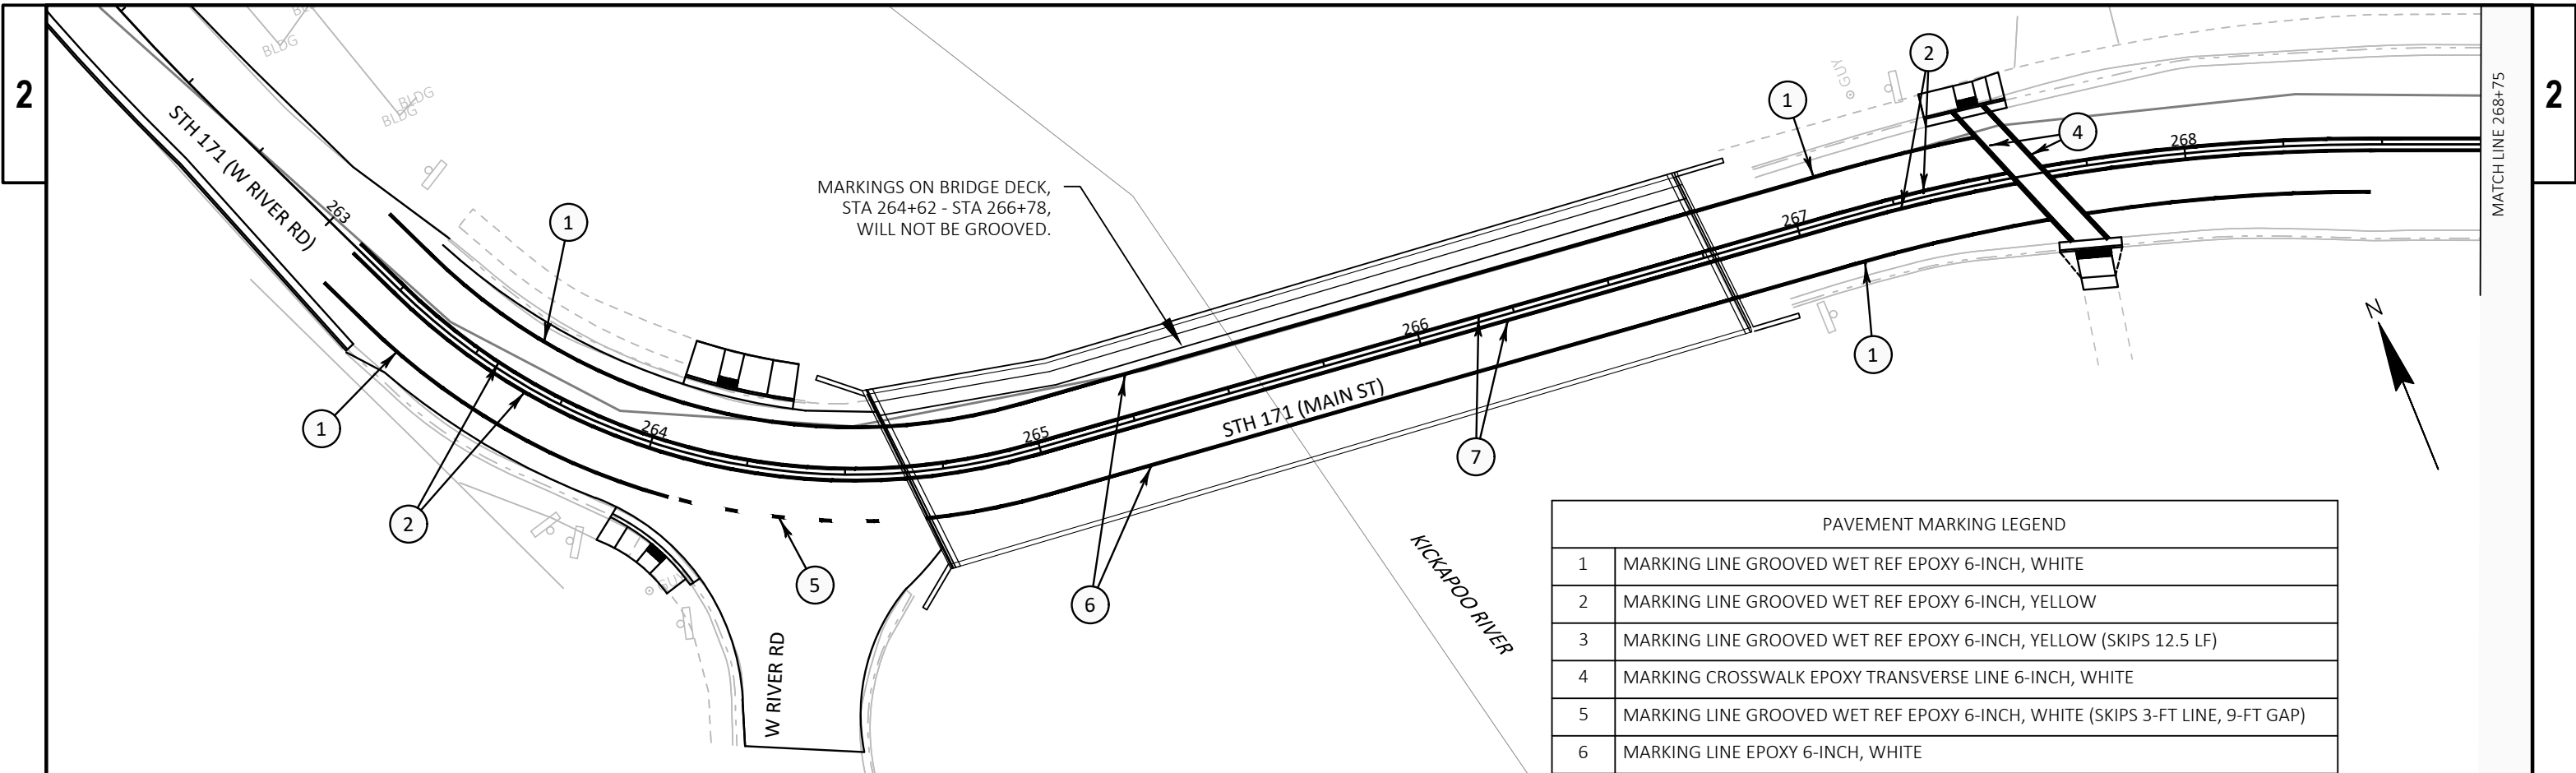 2
2
BLDG
BLDG
BLDG
STH 171 (W RIVER RD)
263
1
MARKINGS ON BRIDGE DECK,
STA 264+62 - STA 266+78,
WILL NOT BE GROOVED.
1
GUY
2
4
268
MATCH LINE 268+75
267
266
265
264
STH 171 (MAIN ST)
1
2
5
6
7
1
N
GUY
W RIVER RD
KICKAPOO RIVER
PAVEMENT MARKING LEGEND
1 MARKING LINE GROOVED WET REF EPOXY 6-INCH, WHITE
2 MARKING LINE GROOVED WET REF EPOXY 6-INCH, YELLOW
3 MARKING LINE GROOVED WET REF EPOXY 6-INCH, YELLOW (SKIPS 12.5 LF)
4 MARKING CROSSWALK EPOXY TRANSVERSE LINE 6-INCH, WHITE
5 MARKING LINE GROOVED WET REF EPOXY 6-INCH, WHITE (SKIPS 3-FT LINE, 9-FT GAP)
6 MARKING LINE EPOXY 6-INCH, WHITE